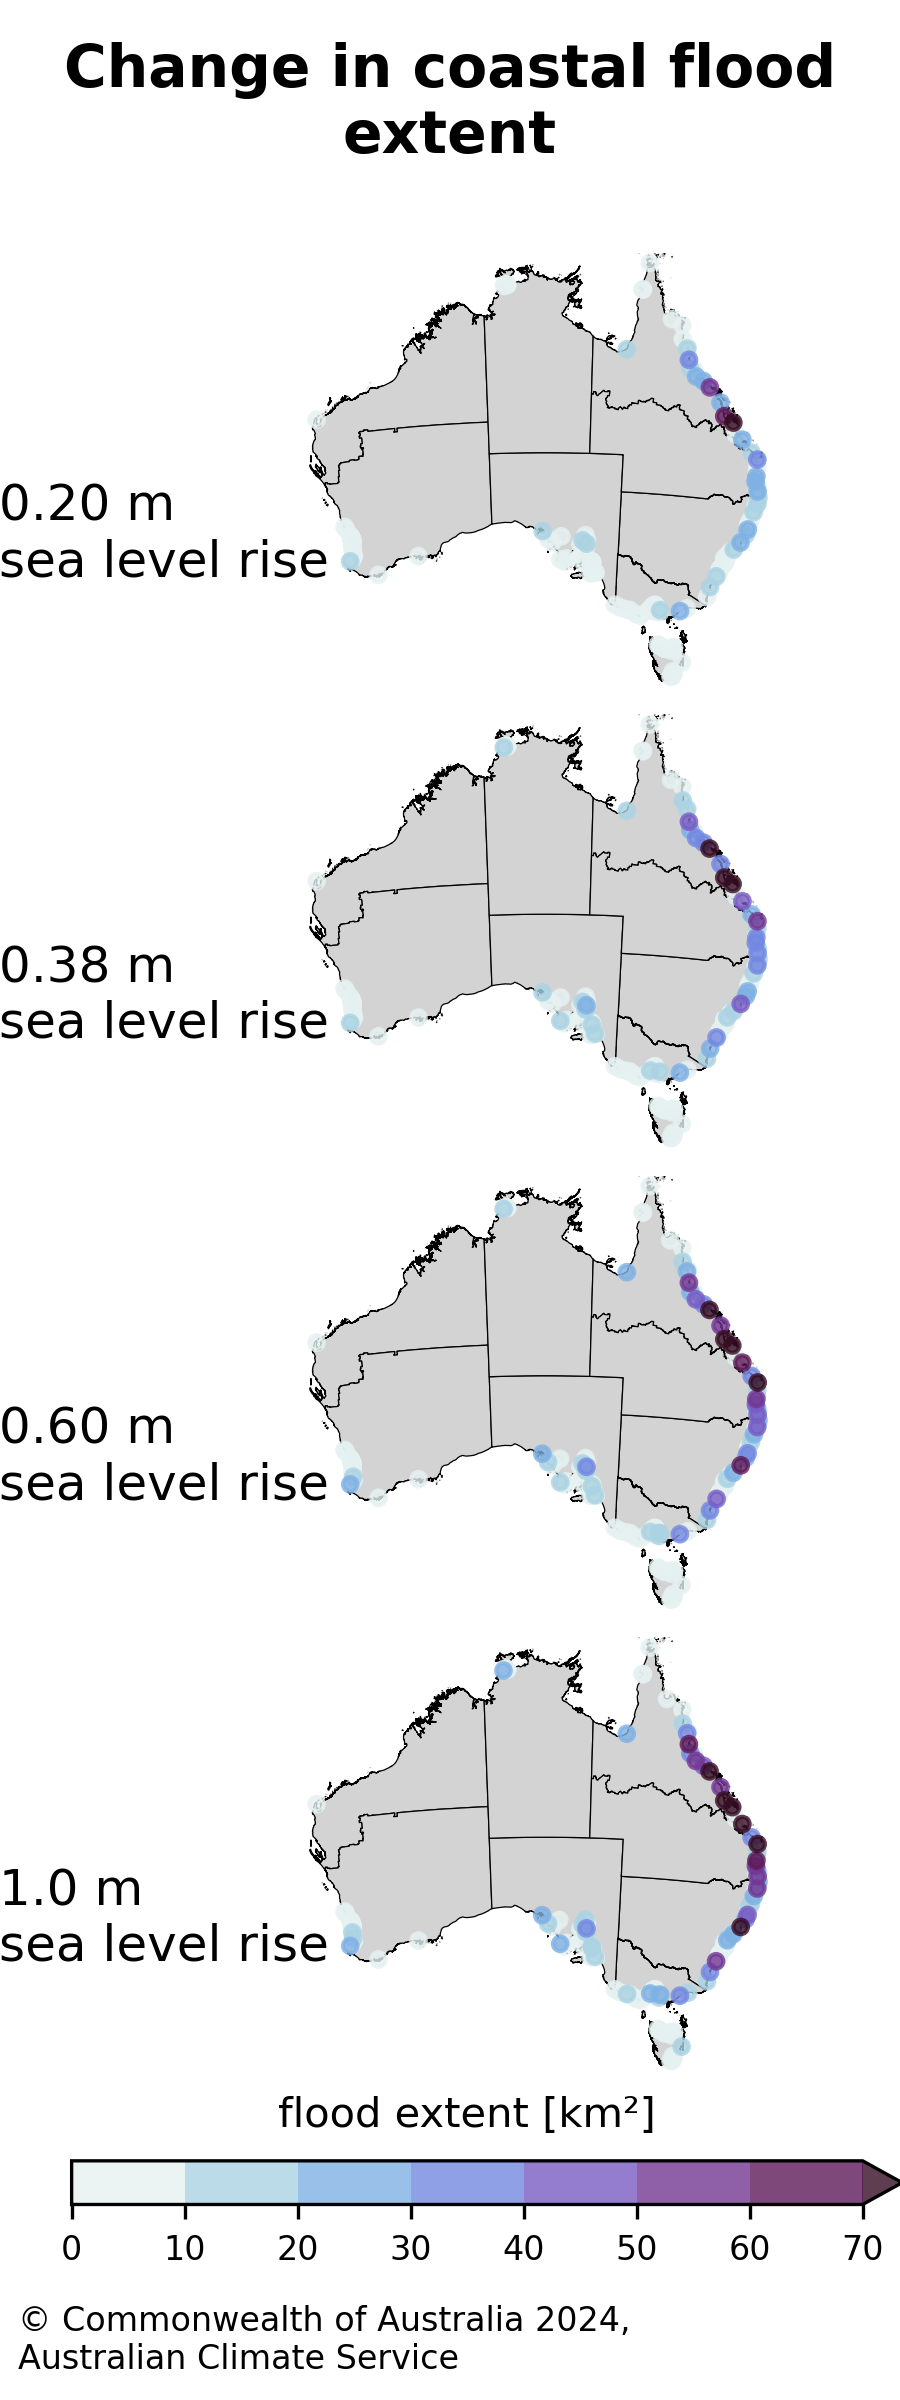 Change in coastal flood
extent
0.20 m
sea level rise
0.38 m
sea level rise
0.60 m
sea level rise
1.0 m
sea level rise
flood extent [km²]
0 10 20 30 40 50 60 70
© Commonwealth of Australia 2024,
Australian Climate Service